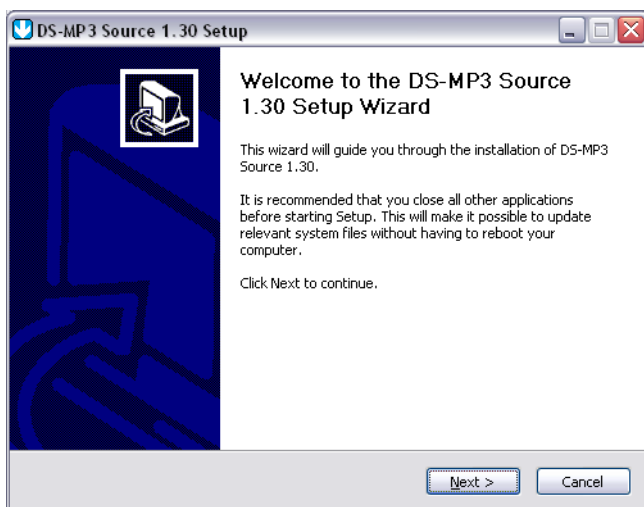 DS-MP3 Source 1.30 Setup
Welcome to the DS-MP3 Source
1.30 Setup Wizard
This wizard will guide you through the installation of DS-MP3
Source 1.30.
It is recommended that you close all other applications
before starting Setup. This will make it possible to update
relevant system files without having to reboot your
computer.
Click Next to continue.
Next >
Cancel